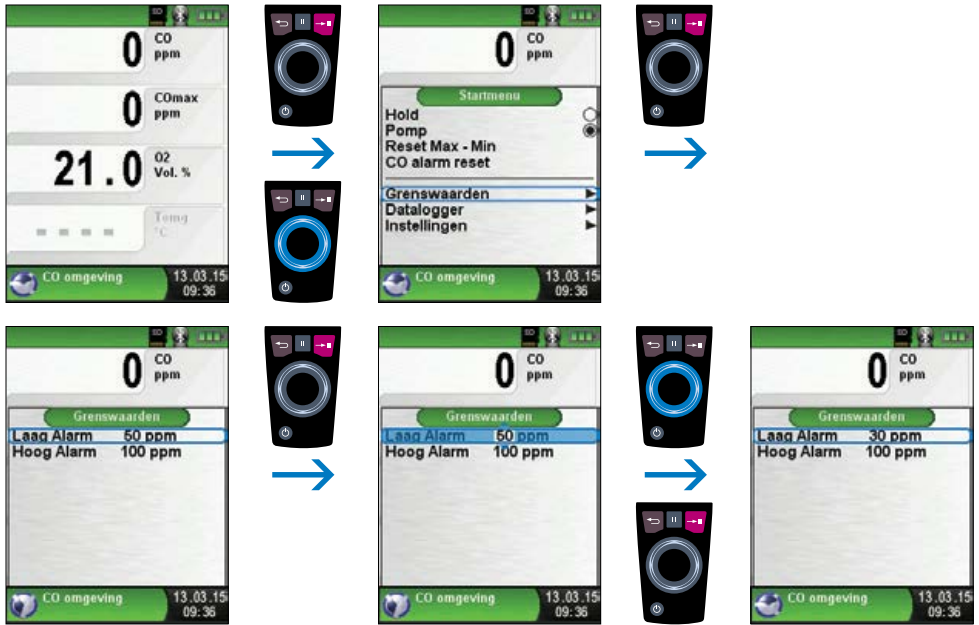 0 CO ppm
0 COmax ppm
21.0 O2 Vol. %
- - - - Temp °C
CO omgeving 13.03.15 09:36
0 CO ppm
Startmenu
Hold
Pomp
Reset Max - Min
CO alarm reset
Grenswaarden
Datalogger
Instellingen
CO omgeving 13.03.15 09:36
0 CO ppm
Grenswaarden
Laag Alarm 50 ppm
Hoog Alarm 100 ppm
CO omgeving 13.03.15 09:36
0 CO ppm
Grenswaarden
Laag Alarm 50 ppm
Hoog Alarm 100 ppm
CO omgeving 13.03.15 09:36
0 CO ppm
Grenswaarden
Laag Alarm 30 ppm
Hoog Alarm 100 ppm
CO omgeving 13.03.15 09:36